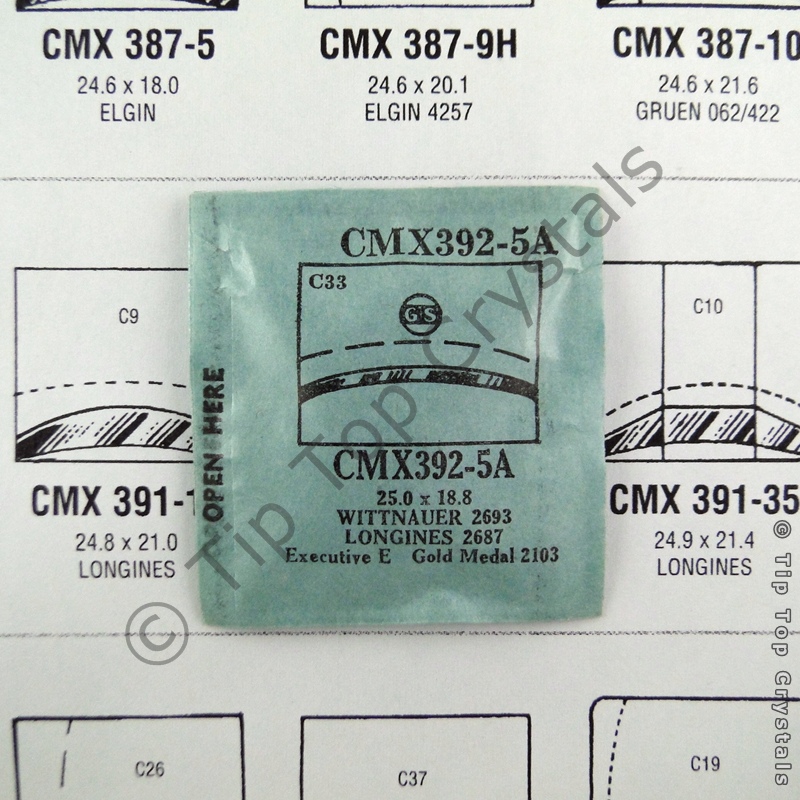 CMX 387-5
24.6 x 18.0
ELGIN
CMX 387-9H
24.6 x 20.1
ELGIN 4257
CMX 387-10
24.6 x 21.6
GRUEN 062/422
CMX392-5A
C33
GS
CMX392-5A
25.0 x 18.8
WITTNAUER 2693
LONGINES 2687
Executive E Gold Medal 2103
OPEN HERE
C9
CMX 391-1
24.8 x 21.0
LONGINES
C10
CMX 391-35
24.9 x 21.4
LONGINES
C26
C37
C19
© Tip Top Crystals
© Tip Top Crystals